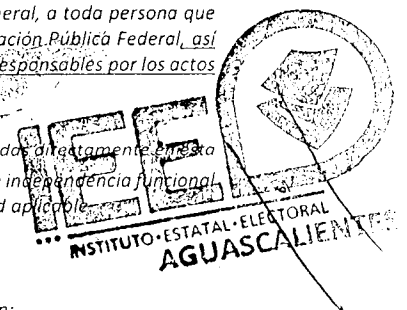 eral, a toda persona que
ación Pública Federal, así
esponsables por los actos
das directamente en esta
e independencia funcional
d aplicable
IEE
INSTITUTO·ESTATAL·ELECTORAL
AGUASCALIENTES
n: